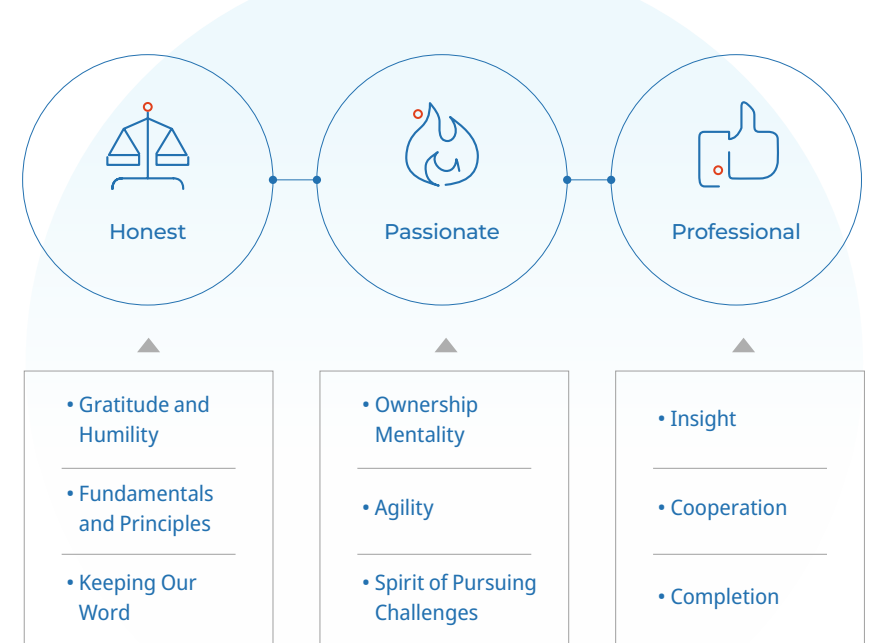 Honest
Passionate
Professional
• Gratitude and
Humility
• Fundamentals
and Principles
• Keeping Our
Word
• Ownership
Mentality
• Agility
• Spirit of Pursuing
Challenges
• Insight
• Cooperation
• Completion